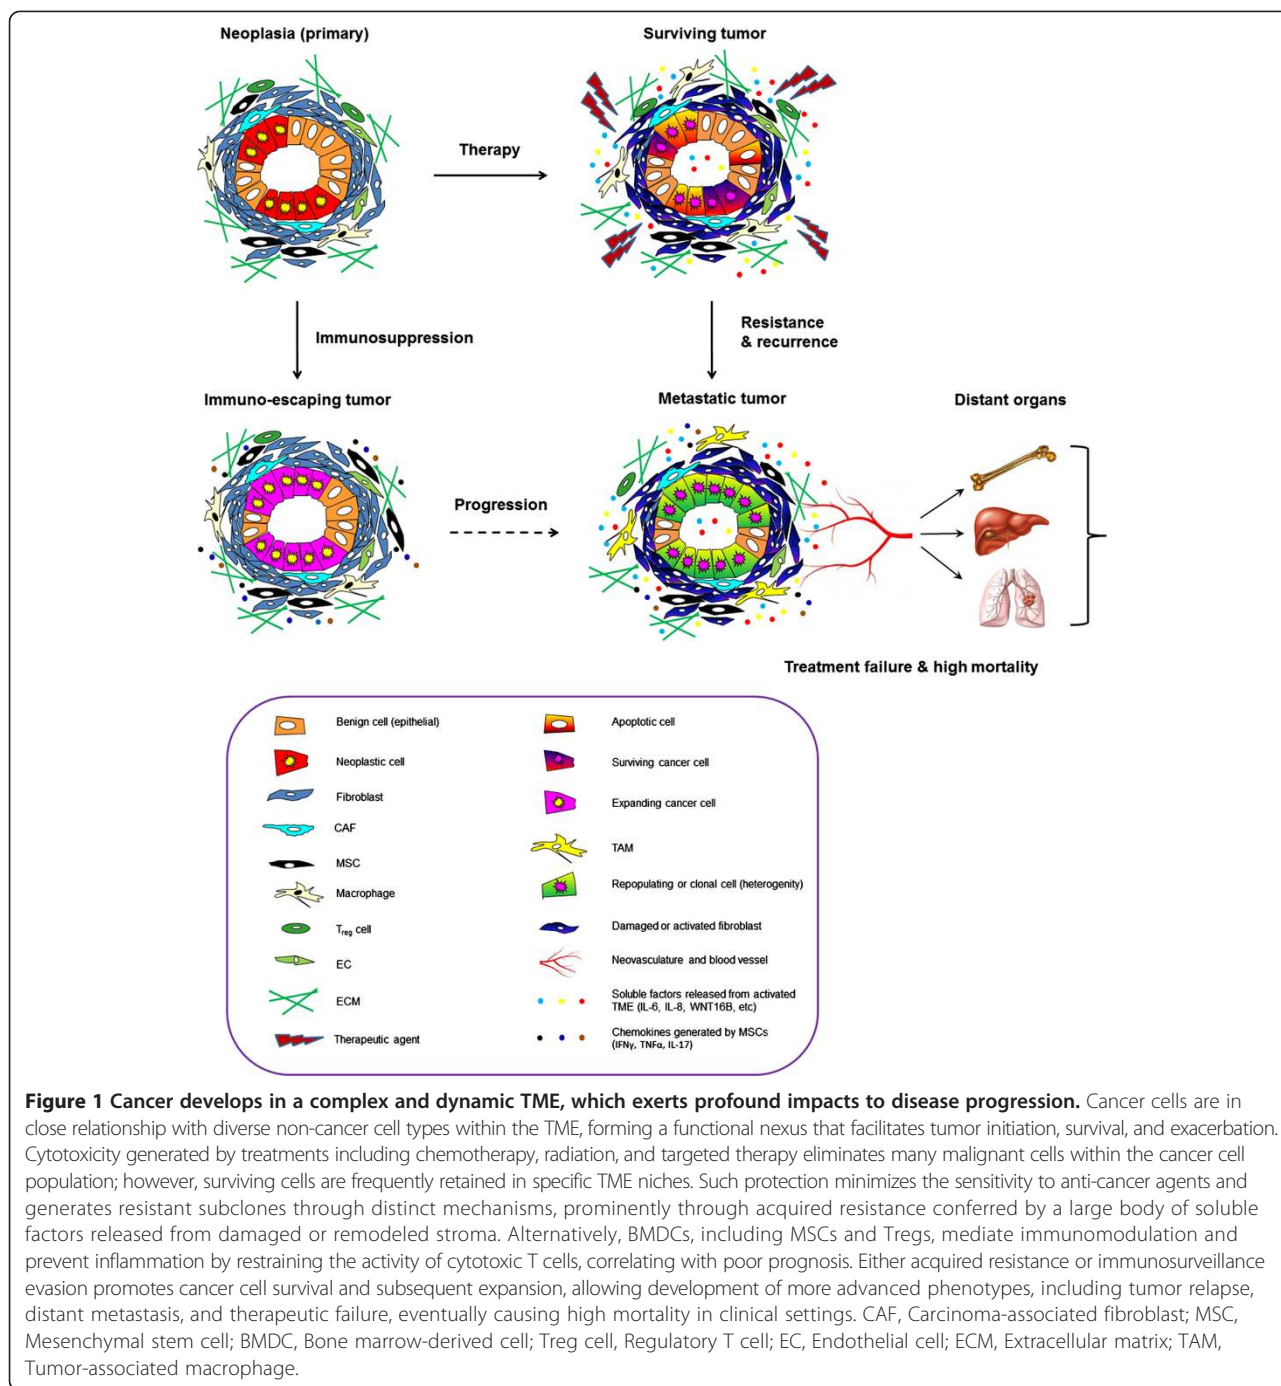 Neoplasia (primary)
Surviving tumor
Therapy
Immunosuppression
Resistance
& recurrence
Immuno-escaping tumor
Metastatic tumor
Distant organs
Progression
Treatment failure & high mortality
Benign cell (epithelial)
Neoplastic cell
Fibroblast
CAF
MSC
Macrophage
Treg cell
EC
ECM
Therapeutic agent
Apoptotic cell
Surviving cancer cell
Expanding cancer cell
TAM
Repopulating or clonal cell (heterogenity)
Damaged or activated fibroblast
Neovasculature and blood vessel
Soluble factors released from activated
TME (IL-6, IL-8, WNT16B, etc)
Chemokines generated by MSCs
(IFNγ, TNFα, IL-17)
Figure 1 Cancer develops in a complex and dynamic TME, which exerts profound impacts to disease progression. Cancer cells are in
close relationship with diverse non-cancer cell types within the TME, forming a functional nexus that facilitates tumor initiation, survival, and exacerbation.
Cytotoxicity generated by treatments including chemotherapy, radiation, and targeted therapy eliminates many malignant cells within the cancer cell
population; however, surviving cells are frequently retained in specific TME niches. Such protection minimizes the sensitivity to anti-cancer agents and
generates resistant subclones through distinct mechanisms, prominently through acquired resistance conferred by a large body of soluble
factors released from damaged or remodeled stroma. Alternatively, BMDCs, including MSCs and Tregs, mediate immunomodulation and
prevent inflammation by restraining the activity of cytotoxic T cells, correlating with poor prognosis. Either acquired resistance or immunosurveillance
evasion promotes cancer cell survival and subsequent expansion, allowing development of more advanced phenotypes, including tumor relapse,
distant metastasis, and therapeutic failure, eventually causing high mortality in clinical settings. CAF, Carcinoma-associated fibroblast; MSC,
Mesenchymal stem cell; BMDC, Bone marrow-derived cell; Treg cell, Regulatory T cell; EC, Endothelial cell; ECM, Extracellular matrix; TAM,
Tumor-associated macrophage.